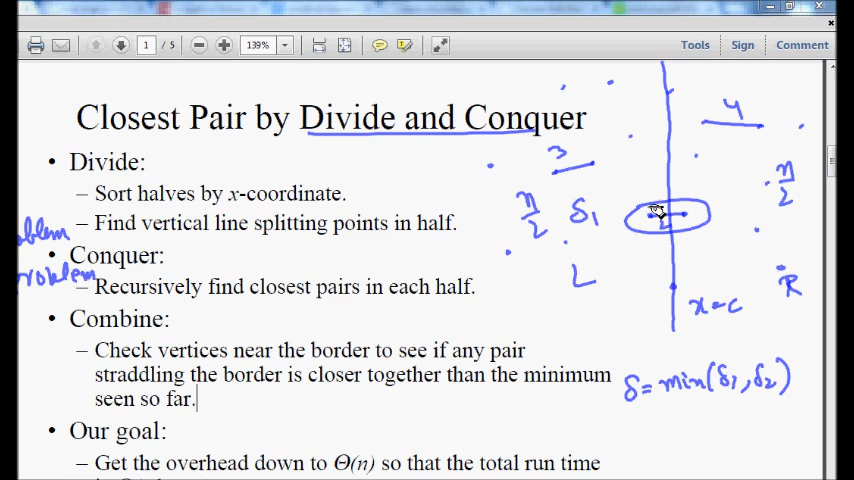 1 / 5
139%
Tools Sign Comment
Closest Pair by Divide and Conquer
• Divide:
– Sort halves by x-coordinate.
– Find vertical line splitting points in half.
• Conquer:
– Recursively find closest pairs in each half.
• Combine:
– Check vertices near the border to see if any pair
straddling the border is closer together than the minimum
seen so far.
• Our goal:
– Get the overhead down to Θ(n) so that the total run time
oblem
roblem
4
3
n/2
δ1
2
n/2
L
R
x=c
δ=min(δ1,δ2)